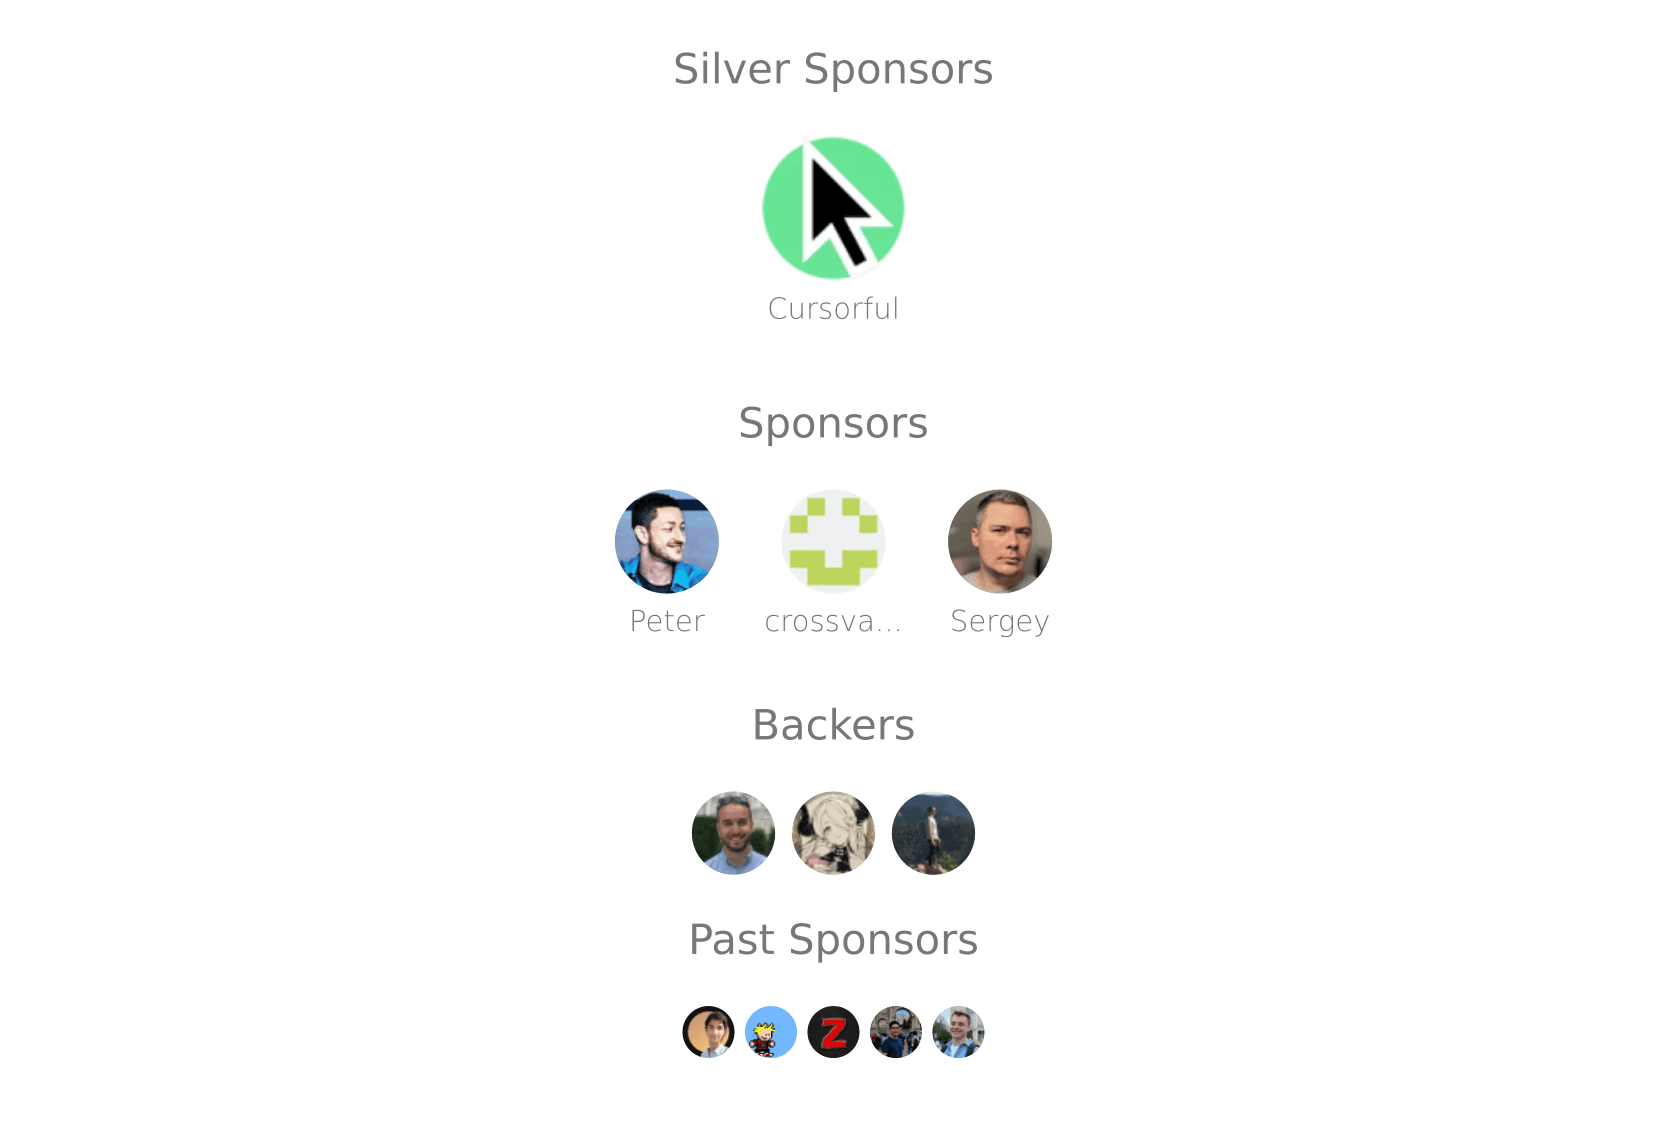 Silver Sponsors
Cursorful
Sponsors
Peter crossva... Sergey
Backers
Past Sponsors
Z